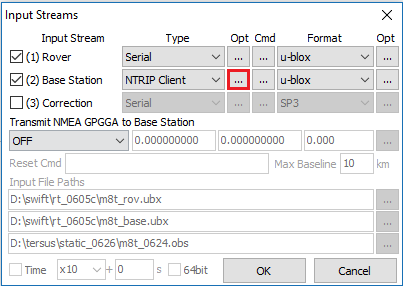 Input Streams
Input Stream Type Opt Cmd Format Opt
(1) Rover Serial ... ... u-blox ...
(2) Base Station NTRIP Client ... ... u-blox ...
(3) Correction Serial ... ... SP3 ...
Transmit NMEA GPGGA to Base Station
OFF 0.000000000 0.000000000 0.000 ...
Reset Cmd Max Baseline 10 km
Input File Paths
D:\swift\rt_0605c\m8t_rov.ubx ...
D:\swift\rt_0605c\m8t_base.ubx ...
D:\tersus\static_0626\m8t_0624.obs ...
Time x10 + 0 s 64bit OK Cancel